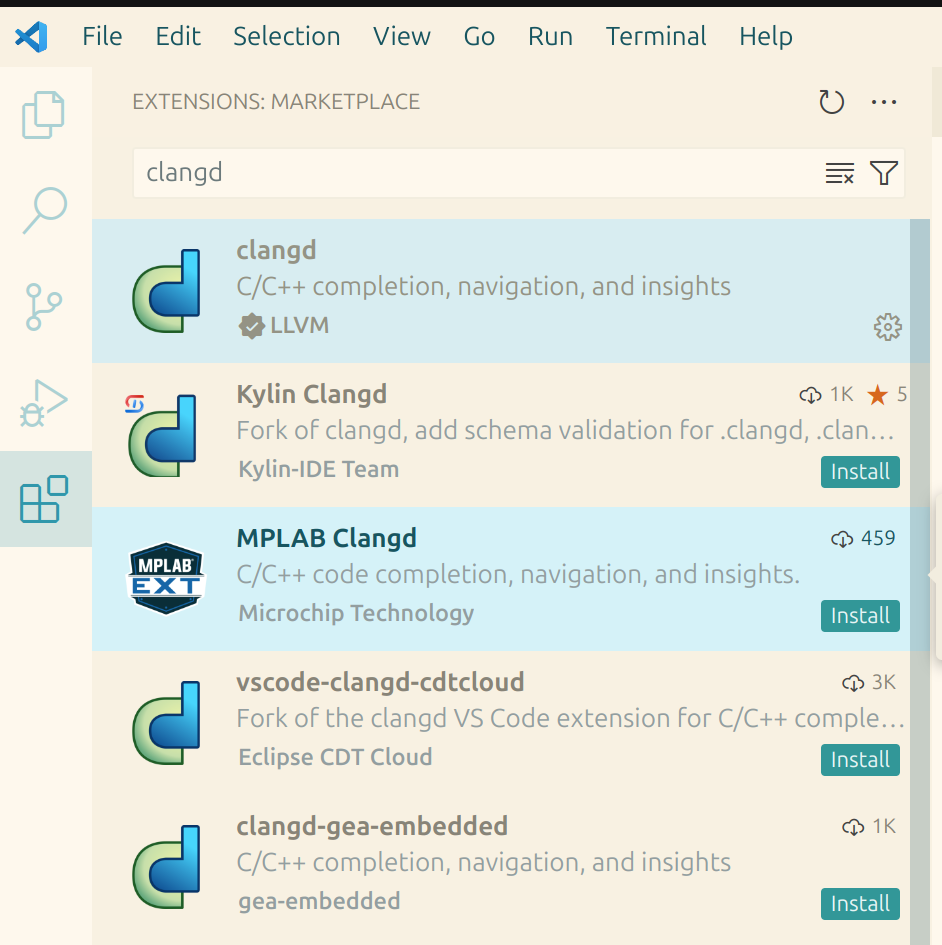 File Edit Selection View Go Run Terminal Help
EXTENSIONS: MARKETPLACE
clangd
clangd
C/C++ completion, navigation, and insights
LLVM
Kylin Clangd 1K 5
Fork of clangd, add schema validation for .clangd, .clan...
Kylin-IDE Team
Install
MPLAB EXT
MPLAB Clangd 459
C/C++ code completion, navigation, and insights.
Microchip Technology
Install
vscode-clangd-cdtcloud 3K
Fork of the clangd VS Code extension for C/C++ comple...
Eclipse CDT Cloud
Install
clangd-gea-embedded 1K
C/C++ completion, navigation, and insights
gea-embedded
Install